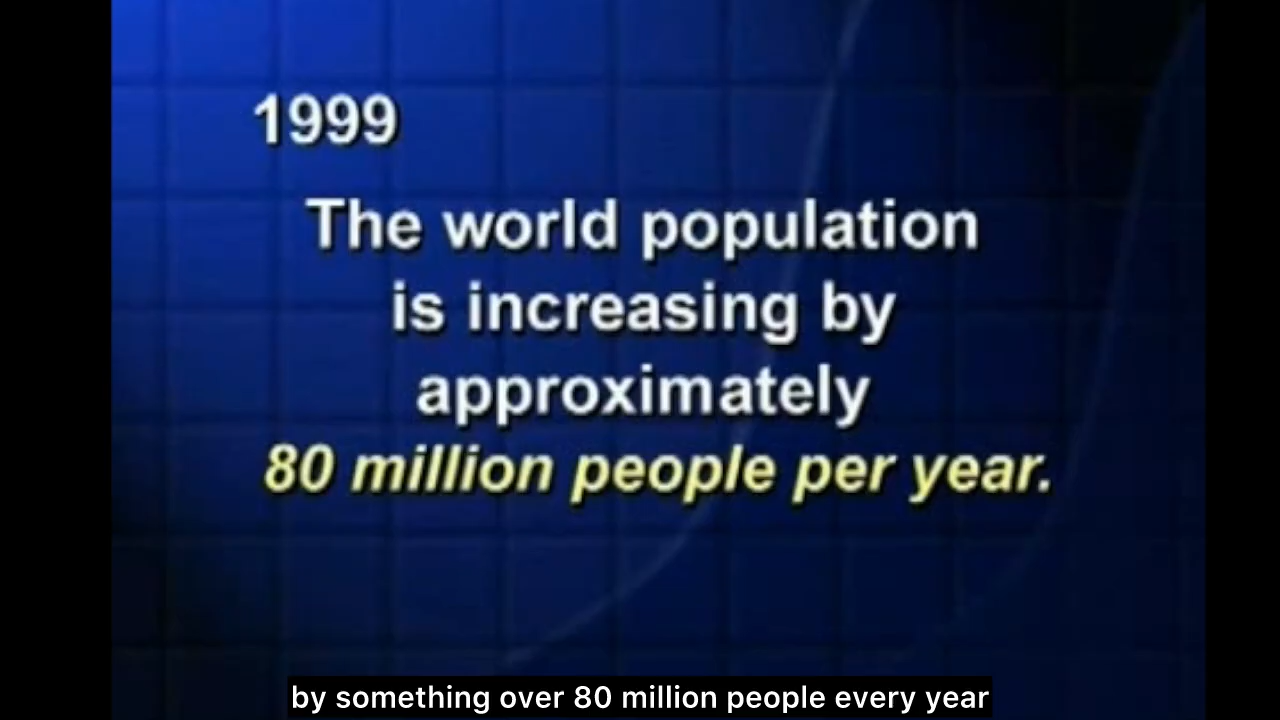 1999
The world population
is increasing by
approximately
80 million people per year.
by something over 80 million people every year